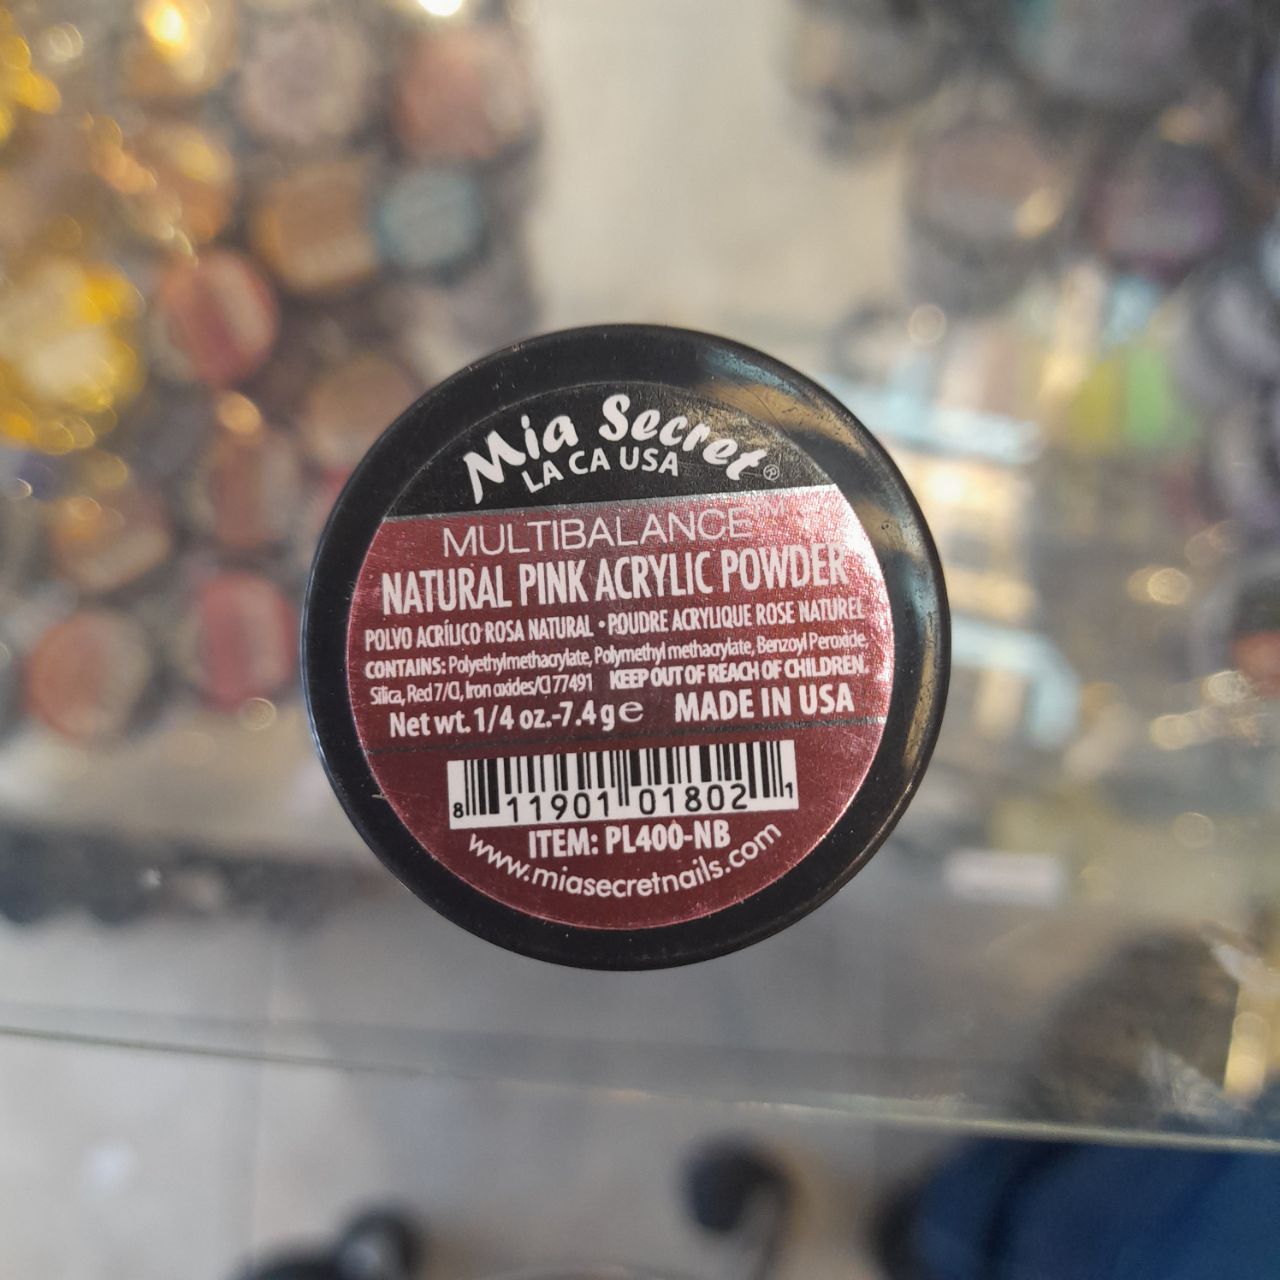 Mia Secret®
LA CA USA
MULTIBALANCE™
NATURAL PINK ACRYLIC POWDER
POLVO ACRÍLICO ROSA NATURAL • POUDRE ACRYLIQUE ROSE NATUREL
CONTAINS: Polyethylmethacrylate, Polymethyl methacrylate, Benzoyl Peroxide,
Silica, Red 7/CI, Iron oxides/CI 77491 KEEP OUT OF REACH OF CHILDREN.
Net wt. 1/4 oz.-7.4g e MADE IN USA
8 11901 01802 1
ITEM: PL400-NB
www.miasecretnails.com